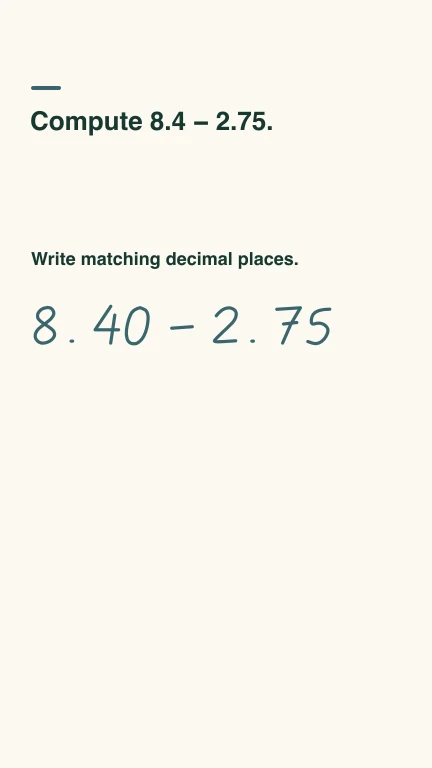 Compute 8.4 – 2.75.
Write matching decimal places.
8.40 – 2.75